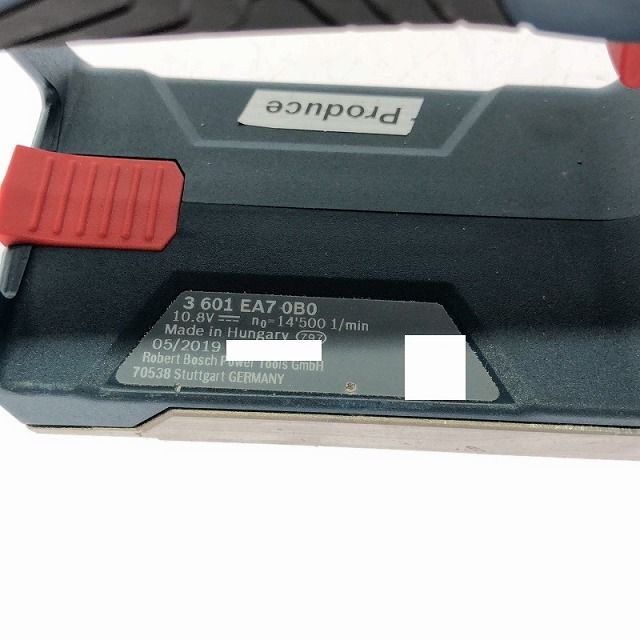 Produce
3 601 EA7 0B0
10.8V ⎓ n₀=14'500 1/min
Made in Hungary 797
05/2019
Robert Bosch Power Tools GmbH
70538 Stuttgart GERMANY